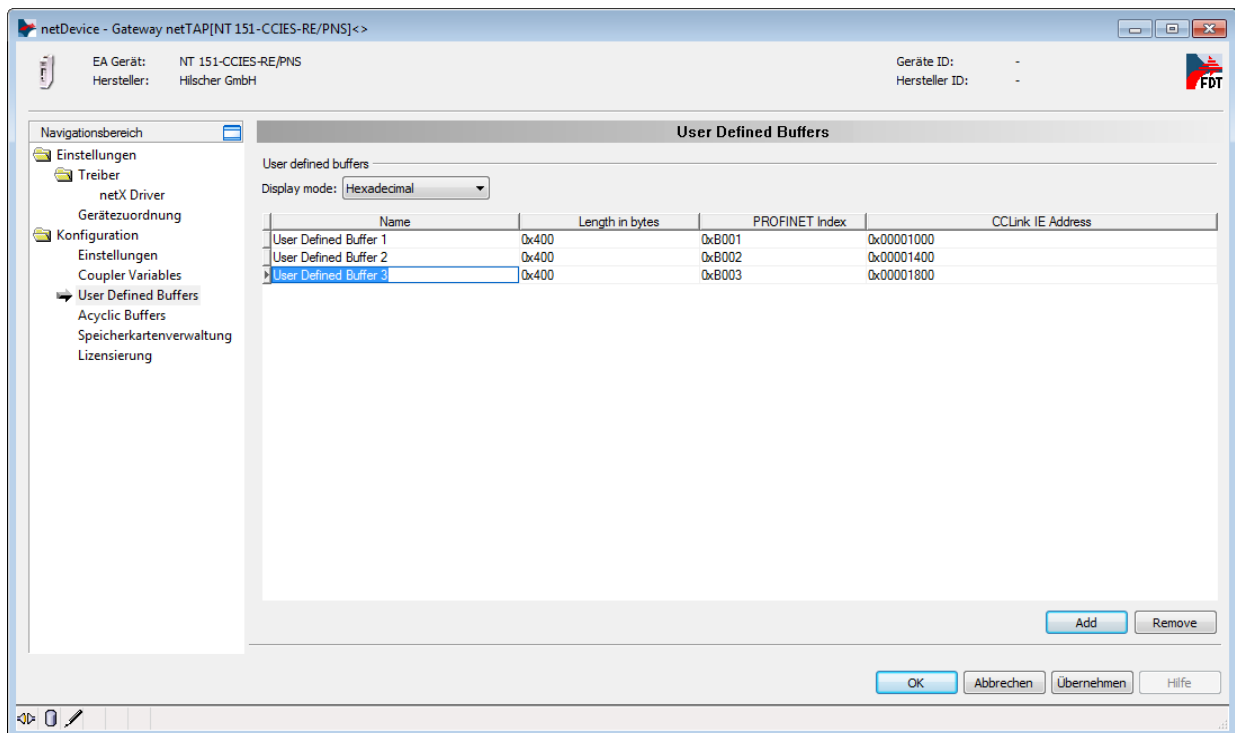 netDevice - Gateway netTAP[NT 151-CCIES-RE/PNS]<>
EA Gerät: NT 151-CCIES-RE/PNS Geräte ID: -
Hersteller: Hilscher GmbH Hersteller ID: -
FDT
Navigationsbereich
Einstellungen
Treiber
netX Driver
Gerätezuordnung
Konfiguration
Einstellungen
Coupler Variables
User Defined Buffers
Acyclic Buffers
Speicherkartenverwaltung
Lizensierung
User Defined Buffers
User defined buffers
Display mode: Hexadecimal
Name Length in bytes PROFINET Index CCLink IE Address
User Defined Buffer 1 0x400 0xB001 0x00001000
User Defined Buffer 2 0x400 0xB002 0x00001400
User Defined Buffer 3 0x400 0xB003 0x00001800
Add Remove
OK Abbrechen Übernehmen Hilfe